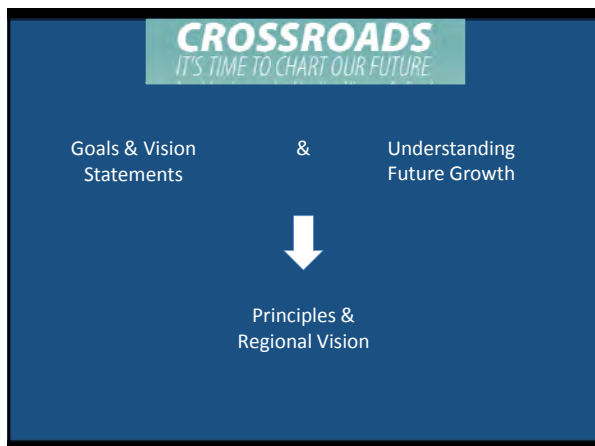 CROSSROADS
IT'S TIME TO CHART OUR FUTURE
Goals & Vision
Statements
&
Understanding
Future Growth
Principles &
Regional Vision